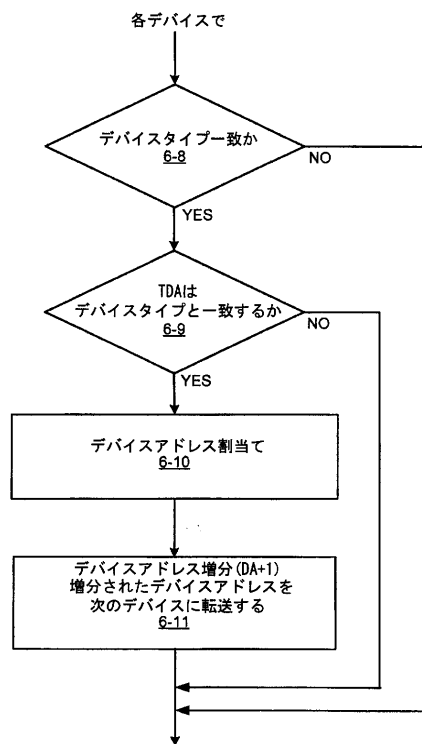 各デバイスで
デバイスタイプ一致か
6-8
NO
YES
TDAは
デバイスタイプと一致するか
6-9
NO
YES
デバイスアドレス割当て
6-10
デバイスアドレス増分(DA+1)
増分されたデバイスアドレスを
次のデバイスに転送する
6-11